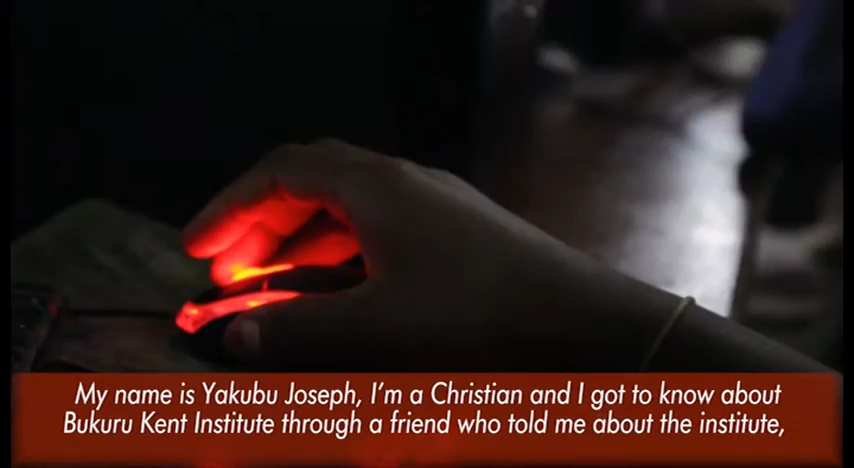 My name is Yakubu Joseph, I'm a Christian and I got to know about
Bukuru Kent Institute through a friend who told me about the institute,